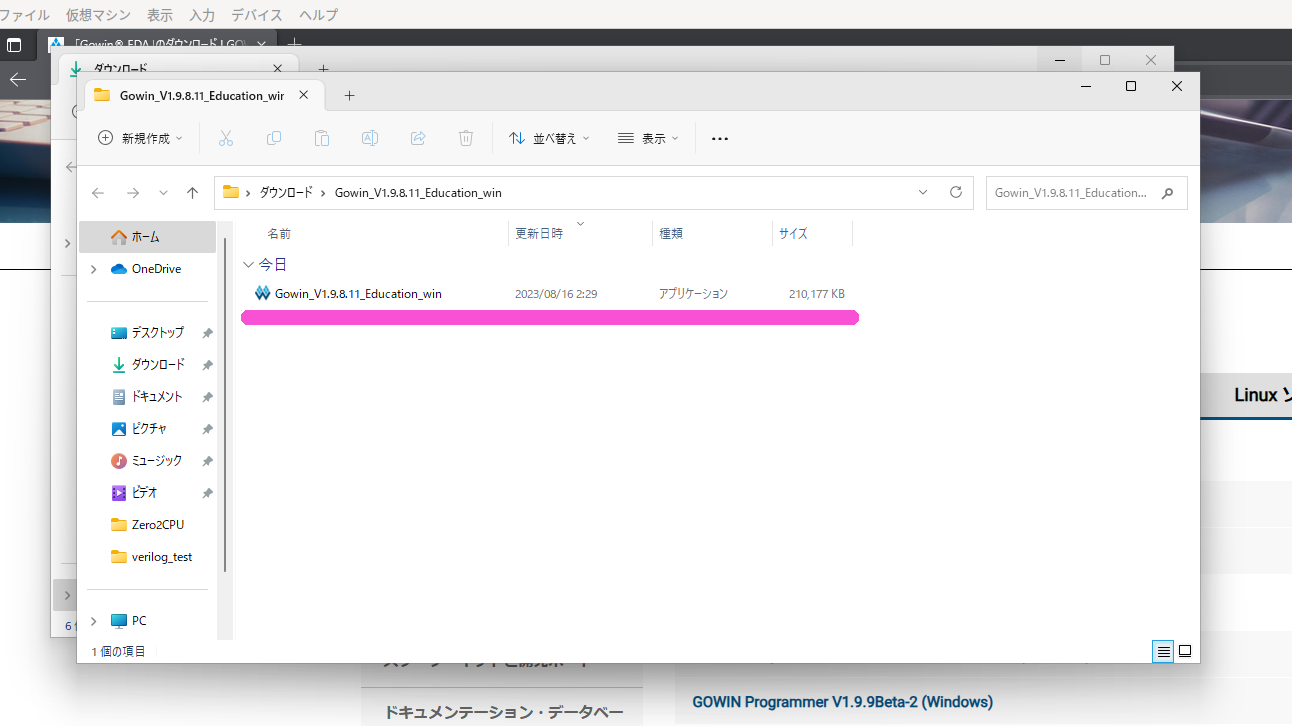 ファイル 仮想マシン 表示 入力 デバイス ヘルプ
「Gowin® EDA」のダウンロード | GOW
ダウンロード
Gowin_V1.9.8.11_Education_wir
新規作成 並べ替え 表示
ダウンロード Gowin_V1.9.8.11_Education_win
Gowin_V1.9.8.11_Education...
名前 更新日時 種類 サイズ
今日
Gowin_V1.9.8.11_Education_win 2023/08/16 2:29 アプリケーション 210,177 KB
ホーム
OneDrive
デスクトップ
ダウンロード
ドキュメント
ピクチャ
ミュージック
ビデオ
Zero2CPU
verilog_test
PC
6
1 個の項目
Linux ソ
ドキュメンテーション・データベー
GOWIN Programmer V1.9.9Beta-2 (Windows)